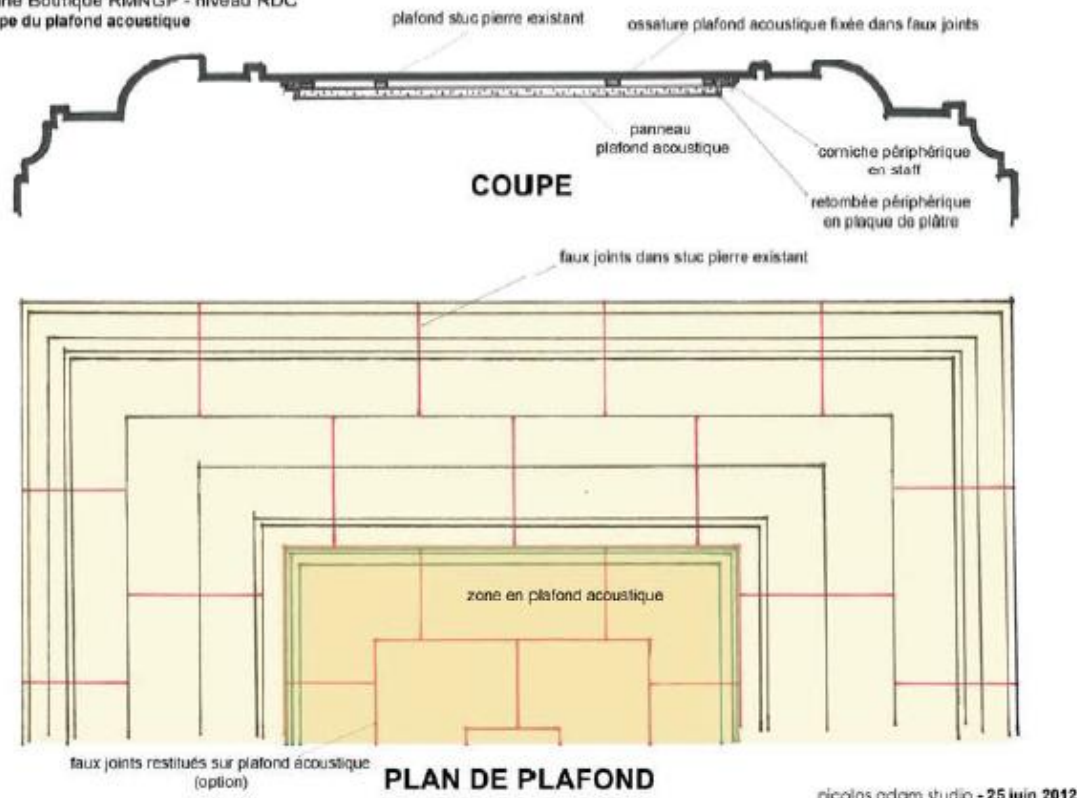 Boutique RMNGP - niveau RDC
du plafond acoustique
plafond stuc pierre existant
ossature plafond acoustique fixée dans faux joints
panneau
plafond acoustique
corniche périphérique
en staff
COUPE
retombée périphérique
en plaque de plâtre
faux joints dans stuc pierre existant
zone en plafond acoustique
faux joints restitués sur plafond acoustique
(option)
PLAN DE PLAFOND
nicolas adam studio - 25 juin 2012